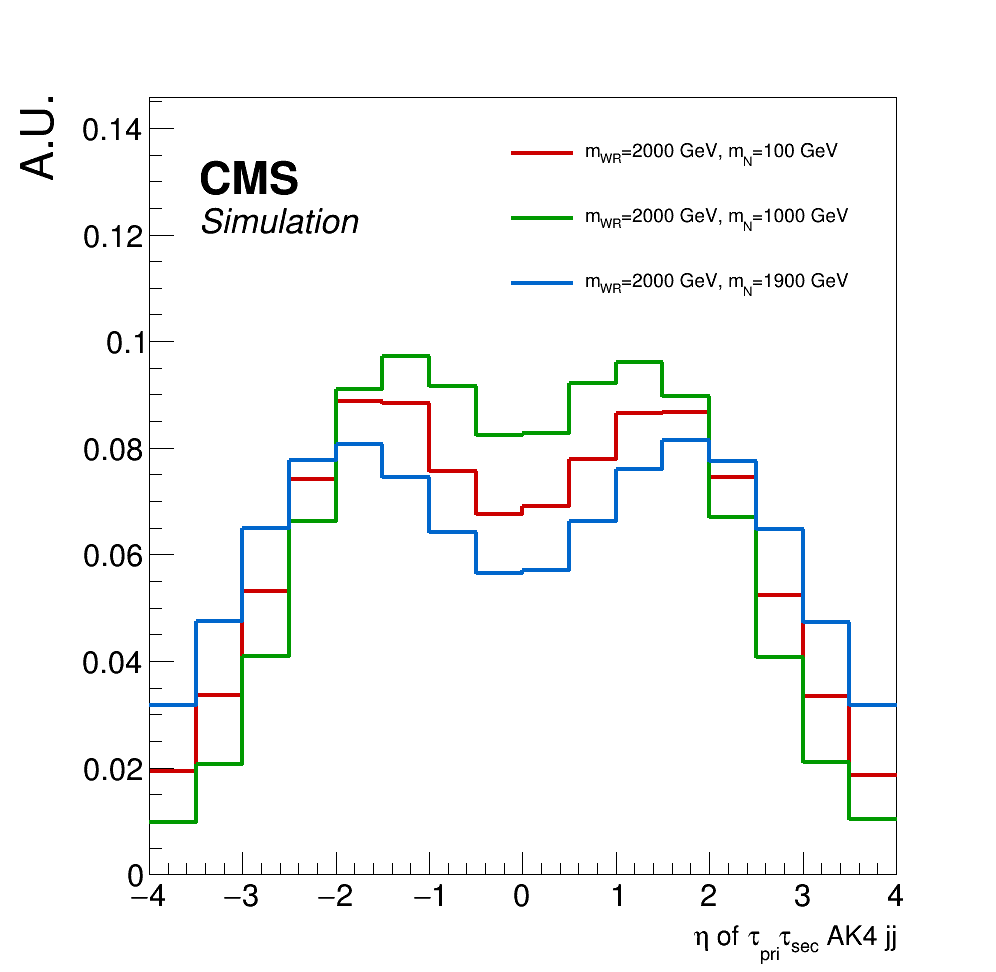 A.U.
0.14
0.12
0.1
0.08
0.06
0.04
0.02
0
CMS
Simulation
m_WR=2000 GeV, m_N=100 GeV
m_WR=2000 GeV, m_N=1000 GeV
m_WR=2000 GeV, m_N=1900 GeV
−4 −3 −2 −1 0 1 2 3 4
η of τ_pri τ_sec AK4 jj